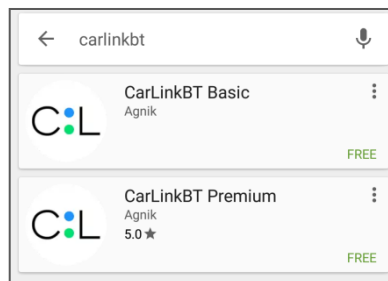 carlinkbt
C:L
CarLinkBT Basic
Agnik
FREE
C:L
CarLinkBT Premium
Agnik
5.0★
FREE